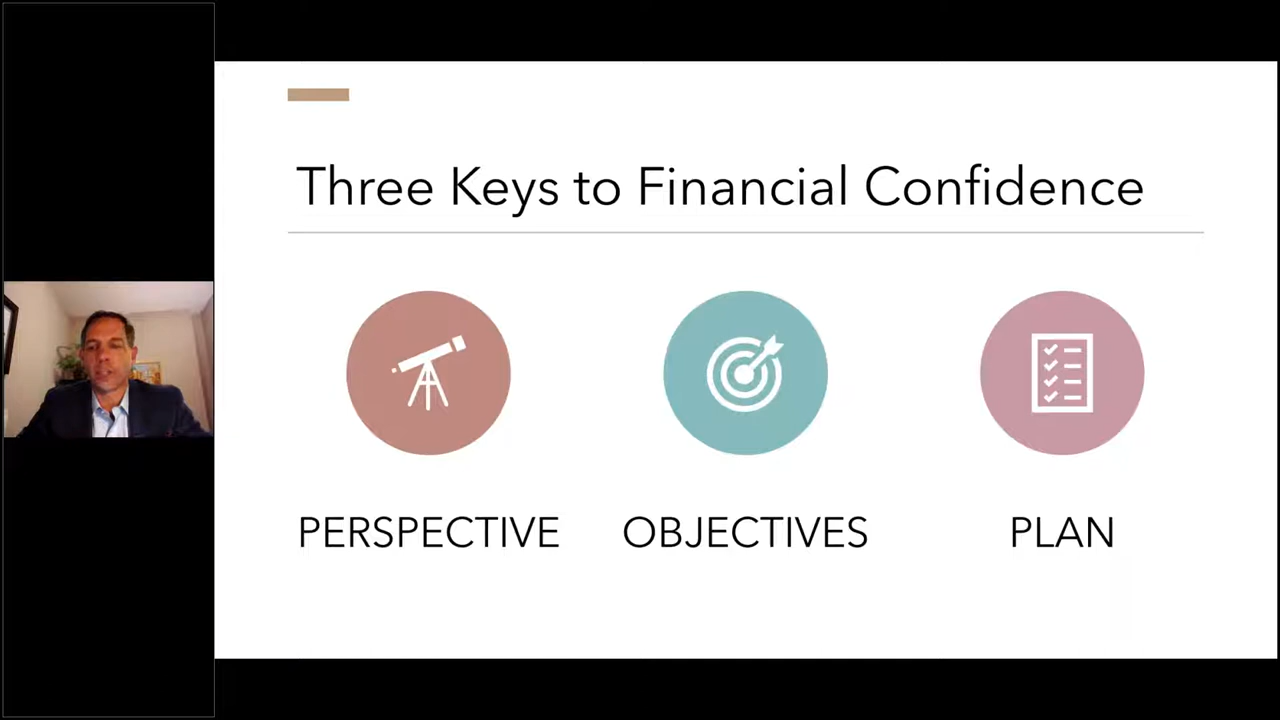 Three Keys to Financial Confidence
PERSPECTIVE
OBJECTIVES
PLAN